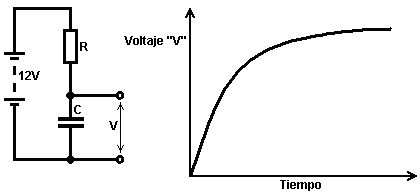 12V
R
C
V
Voltaje "V"
Tiempo